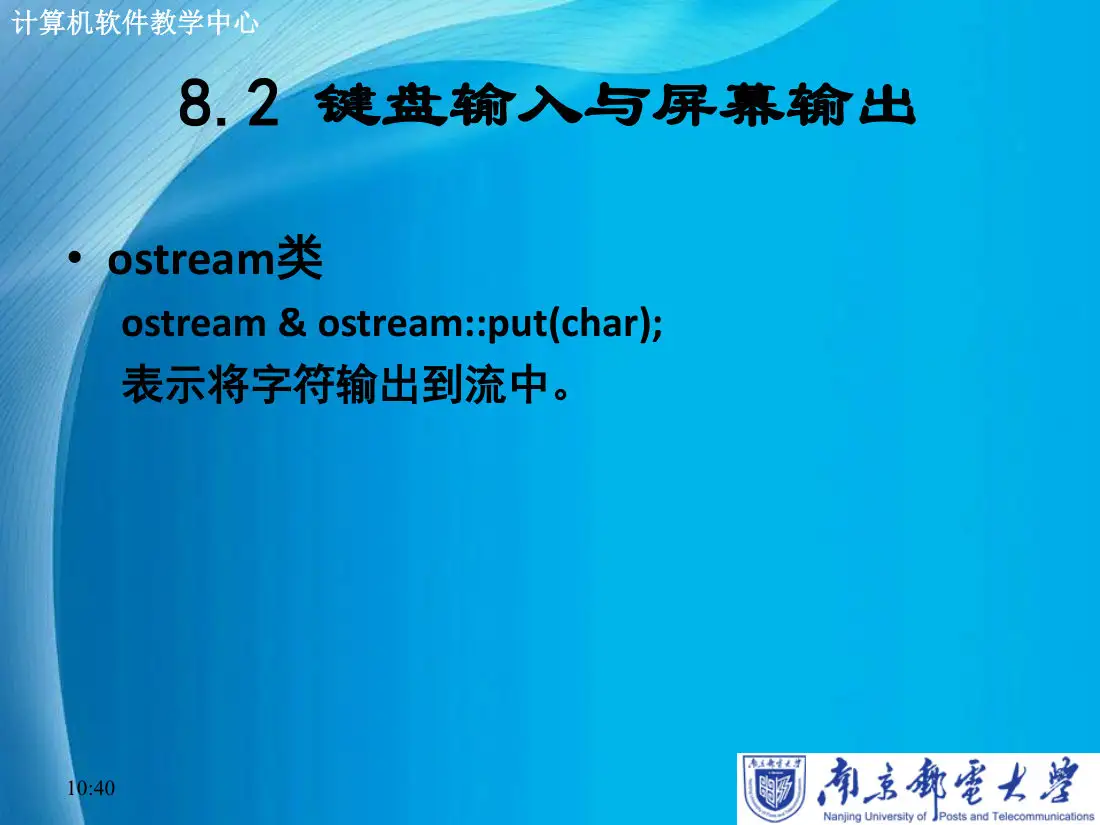 计算机软件教学中心
8.2 键盘输入与屏幕输出
• ostream类
ostream & ostream::put(char);
表示将字符输出到流中。
10:40
南京郵電大學
Nanjing University of Posts and Telecommunications